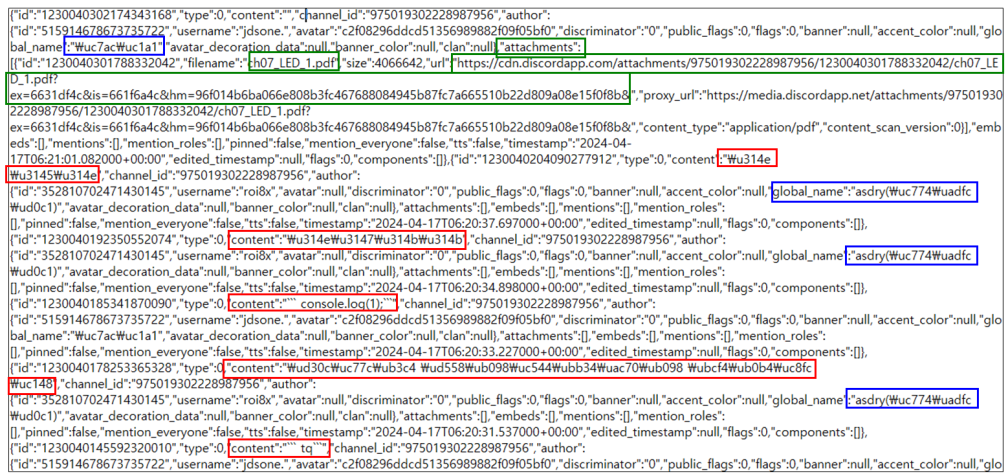 {"id":"1230040302174343168","type":0,"content":"","channel_id":"975019302228987956","author":
{"id":"515914678673735722","username":"jdsone.","avatar":"c2f08296ddcd51356989882f09f05bf0","discriminator":"0","public_flags":0,"flags":0,"banner":null,"accent_color":null,"glo
bal_name":"₩uc7ac₩uc1a1","avatar_decoration_data":null,"banner_color":null,"clan":null},"attachments":
[{"id":"1230040301788332042","filename":"ch07_LED_1.pdf","size":4066642,"url":"https://cdn.discordapp.com/attachments/975019302228987956/1230040301788332042/ch07_LE
D_1.pdf?
ex=6631df4c&is=661f6a4c&hm=96f014b6ba066e808b3fc467688084945b87fc7a665510b22d809a08e15f0f8b&","proxy_url":"https://media.discordapp.net/attachments/97501930
2228987956/1230040301788332042/ch07_LED_1.pdf?
ex=6631df4c&is=661f6a4c&hm=96f014b6ba066e808b3fc467688084945b87fc7a665510b22d809a08e15f0f8b&","content_type":"application/pdf","content_scan_version":0}],"emb
eds":[],"mentions":[],"mention_roles":[],"pinned":false,"mention_everyone":false,"tts":false,"timestamp":"2024-04-
17T06:21:01.082000+00:00","edited_timestamp":null,"flags":0,"components":[]},{"id":"1230040204090277912","type":0,"content":"₩u314e
₩u3145₩u314e","channel_id":"975019302228987956","author":
{"id":"352810702471430145","username":"roi8x","avatar":null,"discriminator":"0","public_flags":0,"flags":0,"banner":null,"accent_color":null,"global_name":"asdry(₩uc774₩uadfc
₩ud0c1)","avatar_decoration_data":null,"banner_color":null,"clan":null},"attachments":[],"embeds":[],"mentions":[],"mention_roles":
[],"pinned":false,"mention_everyone":false,"tts":false,"timestamp":"2024-04-17T06:20:37.697000+00:00","edited_timestamp":null,"flags":0,"components":[]},
{"id":"1230040192350552074","type":0,"content":"₩u314e₩u3147₩u314b₩u314b","channel_id":"975019302228987956","author":
{"id":"352810702471430145","username":"roi8x","avatar":null,"discriminator":"0","public_flags":0,"flags":0,"banner":null,"accent_color":null,"global_name":"asdry(₩uc774₩uadfc
₩ud0c1)","avatar_decoration_data":null,"banner_color":null,"clan":null},"attachments":[],"embeds":[],"mentions":[],"mention_roles":
[],"pinned":false,"mention_everyone":false,"tts":false,"timestamp":"2024-04-17T06:20:34.898000+00:00","edited_timestamp":null,"flags":0,"components":[]},
{"id":"1230040185341870090","type":0,"content":"``` console.log(1);```","channel_id":"975019302228987956","author":
{"id":"515914678673735722","username":"jdsone.","avatar":"c2f08296ddcd51356989882f09f05bf0","discriminator":"0","public_flags":0,"flags":0,"banner":null,"accent_color":null,"glo
bal_name":"₩uc7ac₩uc1a1","avatar_decoration_data":null,"banner_color":null,"clan":null},"attachments":[],"embeds":[],"mentions":[],"mention_roles":
[],"pinned":false,"mention_everyone":false,"tts":false,"timestamp":"2024-04-17T06:20:33.227000+00:00","edited_timestamp":null,"flags":0,"components":[]},
{"id":"1230040178253365328","type":0,"content":"₩ud30c₩uc77c₩ub3c4 ₩ud558₩ub098₩uc544₩ubb34₩uac70₩ub098 ₩ubcf4₩ub0b4₩uc8fc
₩uc148","channel_id":"975019302228987956","author":
{"id":"352810702471430145","username":"roi8x","avatar":null,"discriminator":"0","public_flags":0,"flags":0,"banner":null,"accent_color":null,"global_name":"asdry(₩uc774₩uadfc
₩ud0c1)","avatar_decoration_data":null,"banner_color":null,"clan":null},"attachments":[],"embeds":[],"mentions":[],"mention_roles":
[],"pinned":false,"mention_everyone":false,"tts":false,"timestamp":"2024-04-17T06:20:31.537000+00:00","edited_timestamp":null,"flags":0,"components":[]},
{"id":"1230040145592320010","type":0,"content":"``` tq```","channel_id":"975019302228987956","author":
{"id":"515914678673735722","username":"jdsone.","avatar":"c2f08296ddcd51356989882f09f05bf0","discriminator":"0","public_flags":0,"flags":0,"banner":null,"accent_color":null,"glo